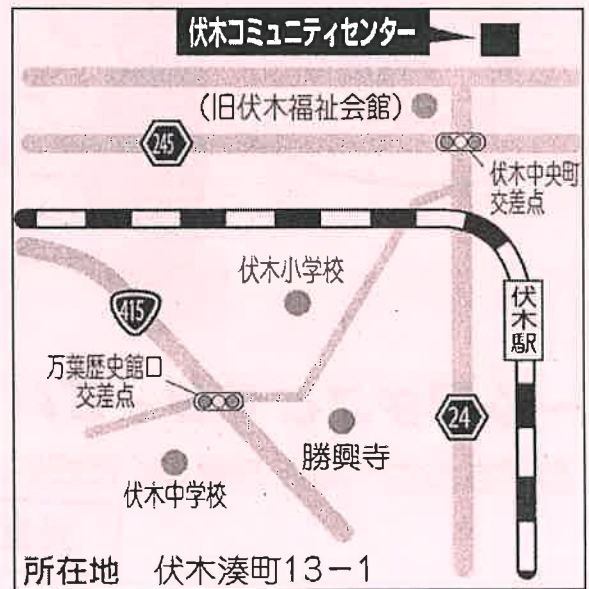 伏木コミュニティセンター
(旧伏木福祉会館)
245
伏木中央町
交差点
伏木小学校
415
伏木駅
万葉歴史館口
交差点
24
勝興寺
伏木中学校
所在地 伏木湊町13-1